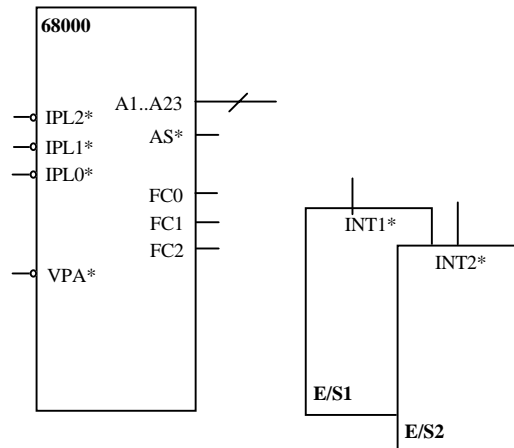 68000
A1..A23
IPL2*
AS*
IPL1*
IPL0*
FC0
FC1
FC2
VPA*
INT1*
INT2*
E/S1
E/S2